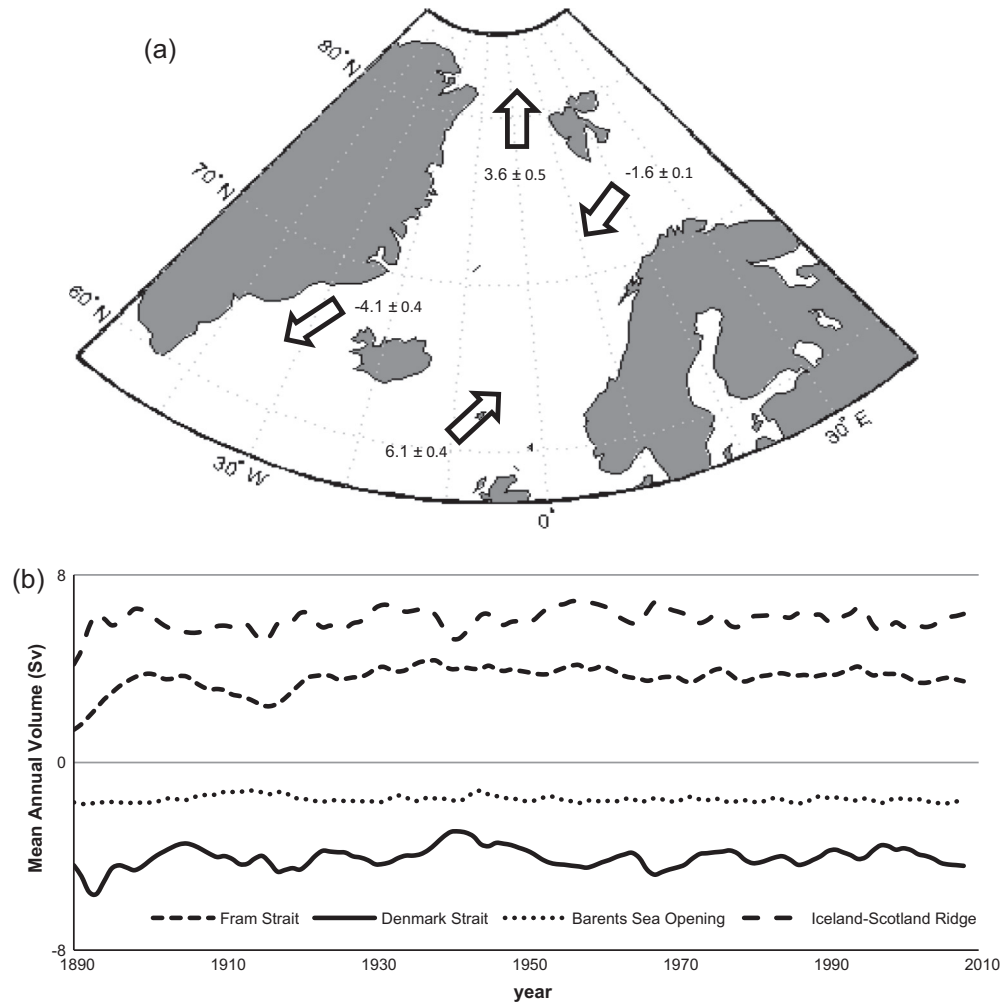 (a)
80° N
70° N
60° N
30° W
0°
30° E
3.6 ± 0.5
-1.6 ± 0.1
-4.1 ± 0.4
6.1 ± 0.4
(b)
Mean Annual Volume (Sv)
8
0
-8
Fram Strait Denmark Strait Barents Sea Opening Iceland-Scotland Ridge
1890 1910 1930 1950 1970 1990 2010
year